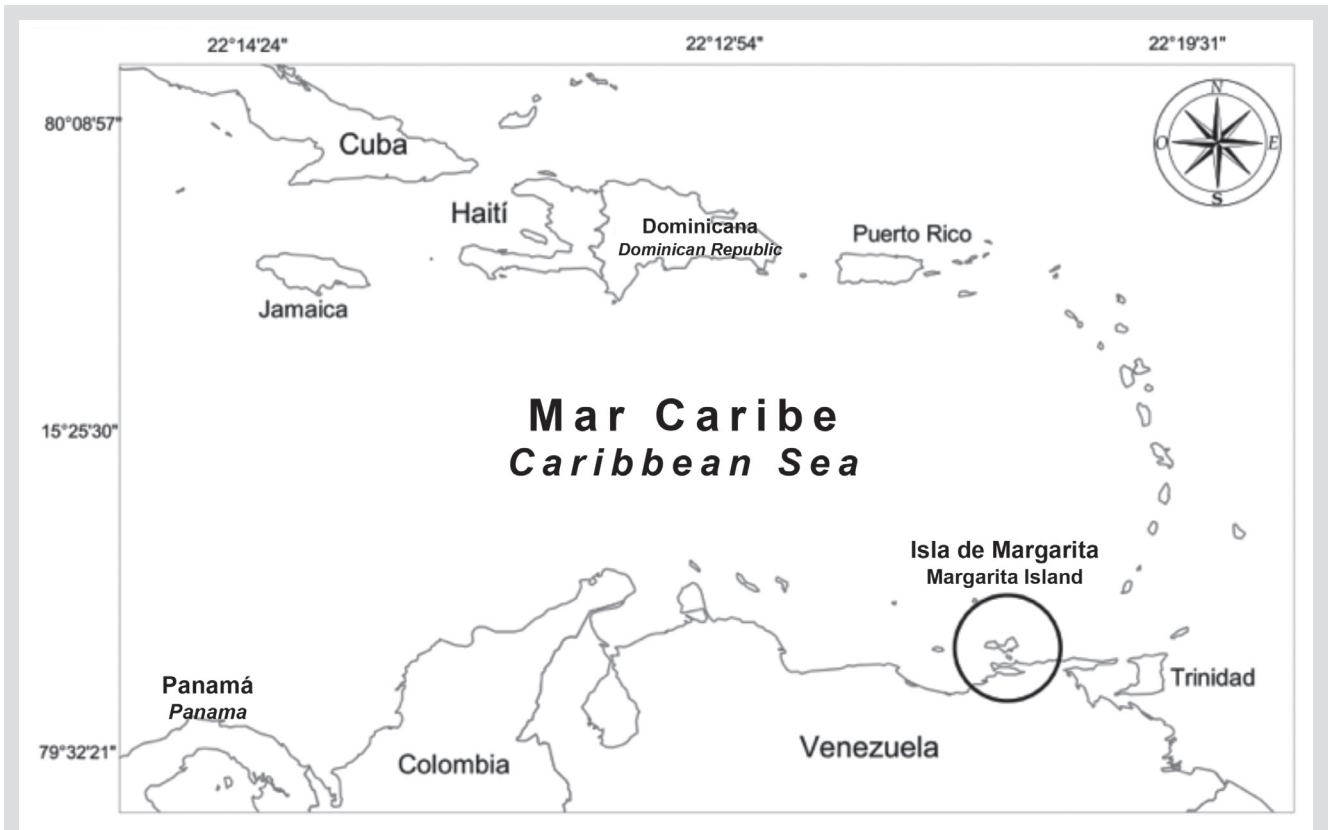 22°14'24"
22°12'54"
22°19'31"
N
80°08'57"
Cuba
O
E
S
Haití
Dominicana
Dominican Republic
Puerto Rico
Jamaica
Mar Caribe
Caribbean Sea
15°25'30"
Isla de Margarita
Margarita Island
Panamá
Panama
Trinidad
79°32'21"
Colombia
Venezuela